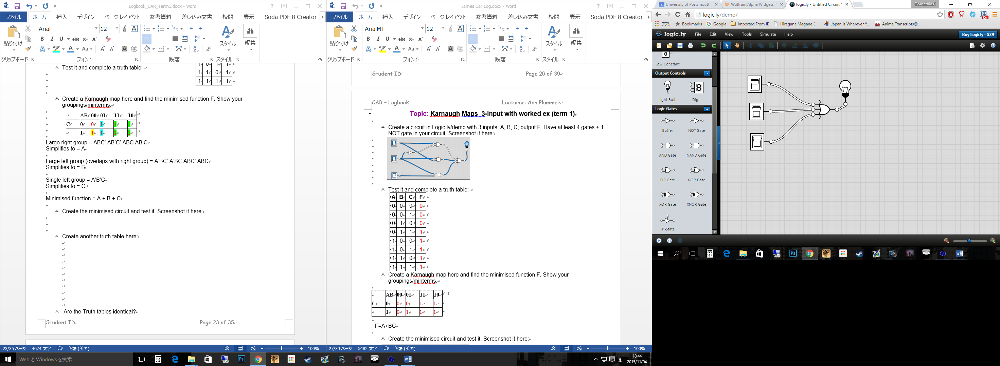 Logbook_CAR_Term1.docx - Word
ファイル ホーム 挿入 デザイン ページ レイアウト 参考資料 差し込み文書 校閲 表示 Soda PDF 8 Creator
Arial 12
貼り付け スタイル 編集
クリップボード フォント 段落 スタイル
Test it and complete a truth table:
1 0 1 1
1 1 0 1
1 1 1 1
Create a Karnaugh map here and find the minimised function F. Show your
groupings/minterms.
AB 00 01 11 10
C 0 0 1 1 1
1 1 1 1 1
Large right group = ABC’ AB’C’ ABC AB’C
Simplifies to = A
Large left group (overlaps with right group) = A’BC’ A’BC ABC’ ABC
Simplifies to = B
Single left group = A’B’C
Simplifies to = C
Minimised function = A + B + C
Create the minimised circuit and test it. Screenshot it here:
Create another truth table here:
Are the Truth tables identical?
Student ID: Page 23 of 35
23/35 ページ 4674 文字 英語 (英国) 100%
James Car Log.docx - Word
ファイル ホーム 挿入 デザイン ページ レイアウト 参考資料 差し込み文書 校閲 表示 Soda PDF 8 Creator
ArialMT 12
貼り付け スタイル 編集
クリップボード フォント 段落 スタイル
Student ID: Page 26 of 39
CAR – Logbook Lecturer: Ann Plummer
Topic: Karnaugh Maps 3-input with worked ex (term 1)
Create a circuit in Logic.ly/demo with 3 inputs, A, B, C; output F. Have at least 4 gates + 1
NOT gate in your circuit. Screenshot it here:
Test it and complete a truth table:
A B C F
0 0 0 0
0 0 1 0
0 1 0 0
0 1 1 1
1 0 0 1
1 0 1 1
1 1 0 1
1 1 1 1
Create a Karnaugh map here and find the minimised function F. Show your
groupings/minterms.
AB 00 01 11 10
C 0 0 0 1 1
1 0 1 1 1
F=A+BC
Create the minimised circuit and test it. Screenshot it here:
27/39 ページ 5482 文字 英語 (英国) 100%
University of Portsmouth
Wolfram|Alpha Widgets:
logic.ly - Untitled Circuit *
Oomathias1
logic.ly/demo/
アプリ Bookmarks Google Imported From IE Hiragana Megane (... Japan is Wherever Y... Anime Transcripts@...
logic.ly File Edit View Tools Simulate Help Buy Logicly - $39
0
Low Constant
Output Controls
Light Bulb Digit
Logic Gates
Buffer NOT Gate
AND Gate NAND Gate
OR Gate NOR Gate
XOR Gate XNOR Gate
Tri-State
Web と Windows を検索
A 18:44
2015/11/04